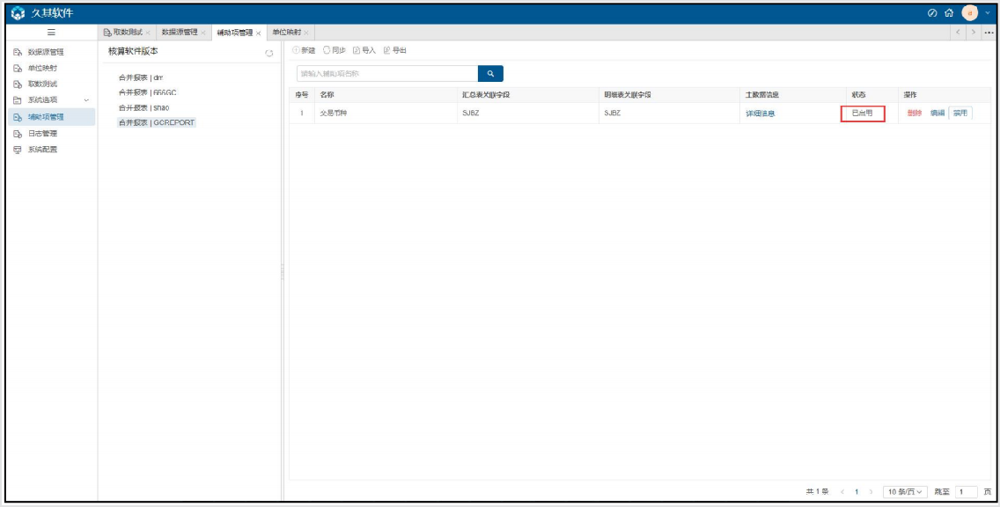 久其软件
取数测试 × 数据源管理 × 辅助项管理 × 单位映射 ×
数据源管理
单位映射
取数测试
系统选项
辅助项管理
日志管理
系统配置
核算软件版本
合并报表 | dm
合并报表 | 666GC
合并报表 | shao
合并报表 | GCREPORT
新建 同步 导入 导出
请输入辅助项名称
序号 名称 汇总表关联字段 明细表关联字段 主数据信息 状态 操作
1 交易币种 SJBZ SJBZ 详细信息 已启用 删除 编辑 禁用
共 1 条 < 1 > 10 条/页 跳至 1 页